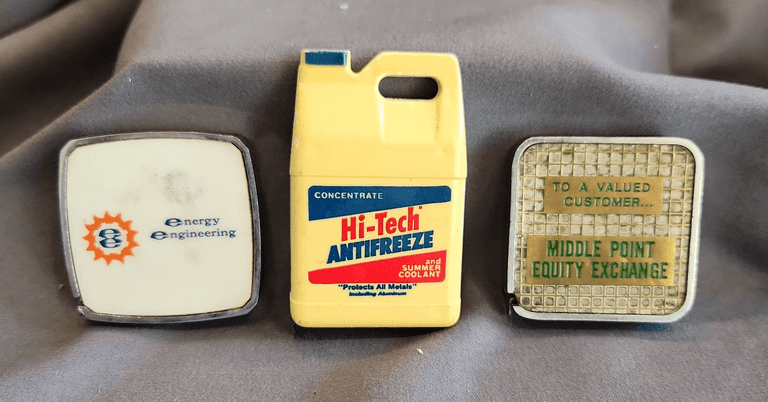 ee
energy
engineering
CONCENTRATE
Hi-Tech
ANTIFREEZE
and
SUMMER
COOLANT
"Protects All Metals"
Including Aluminum
TO A VALUED
CUSTOMER...
MIDDLE POINT
EQUITY EXCHANGE